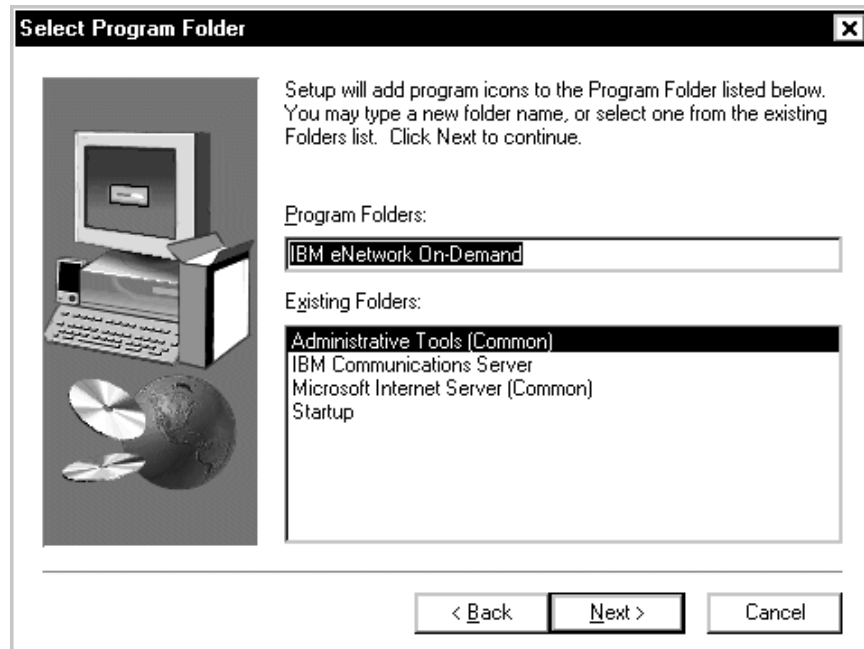 Select Program Folder
Setup will add program icons to the Program Folder listed below.
You may type a new folder name, or select one from the existing
Folders list.  Click Next to continue.
Program Folders:
IBM eNetwork On-Demand
Existing Folders:
Administrative Tools (Common)
IBM Communications Server
Microsoft Internet Server (Common)
Startup
< Back
Next >
Cancel